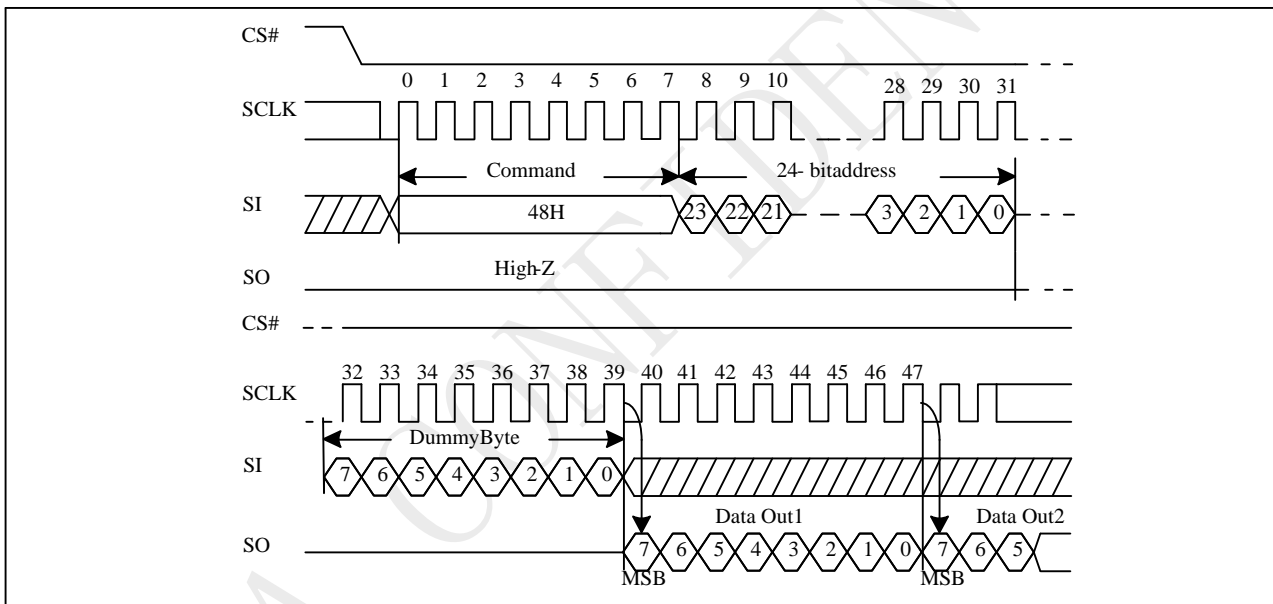 CS#
0 1 2 3 4 5 6 7 8 9 10 28 29 30 31
SCLK
Command 24- bitaddress
SI
48H 23 22 21 3 2 1 0
High-Z
SO
CS#
32 33 34 35 36 37 38 39 40 41 42 43 44 45 46 47
SCLK
DummyByte
SI
7 6 5 4 3 2 1 0
Data Out1 Data Out2
SO
7 6 5 4 3 2 1 0 7 6 5
MSB MSB